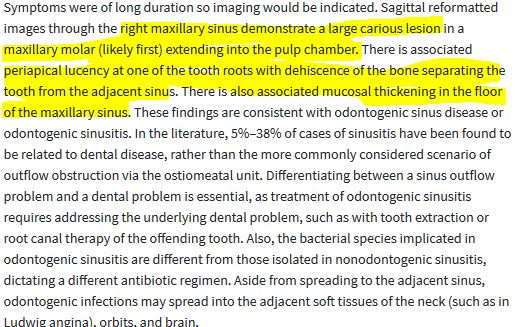 Symptoms were of long duration so imaging would be indicated. Sagittal reformatted
images through the right maxillary sinus demonstrate a large carious lesion in a
maxillary molar (likely first) extending into the pulp chamber. There is associated
periapical lucency at one of the tooth roots with dehiscence of the bone separating the
tooth from the adjacent sinus. There is also associated mucosal thickening in the floor
of the maxillary sinus. These findings are consistent with odontogenic sinus disease or
odontogenic sinusitis. In the literature, 5%–38% of cases of sinusitis have been found to
be related to dental disease, rather than the more commonly considered scenario of
outflow obstruction via the ostiomeatal unit. Differentiating between a sinus outflow
problem and a dental problem is essential, as treatment of odontogenic sinusitis
requires addressing the underlying dental problem, such as with tooth extraction or
root canal therapy of the offending tooth. Also, the bacterial species implicated in
odontogenic sinusitis are different from those isolated in nonodontogenic sinusitis,
dictating a different antibiotic regimen. Aside from spreading to the adjacent sinus,
odontogenic infections may spread into the adjacent soft tissues of the neck (such as in
Ludwig angina), orbits, and brain.